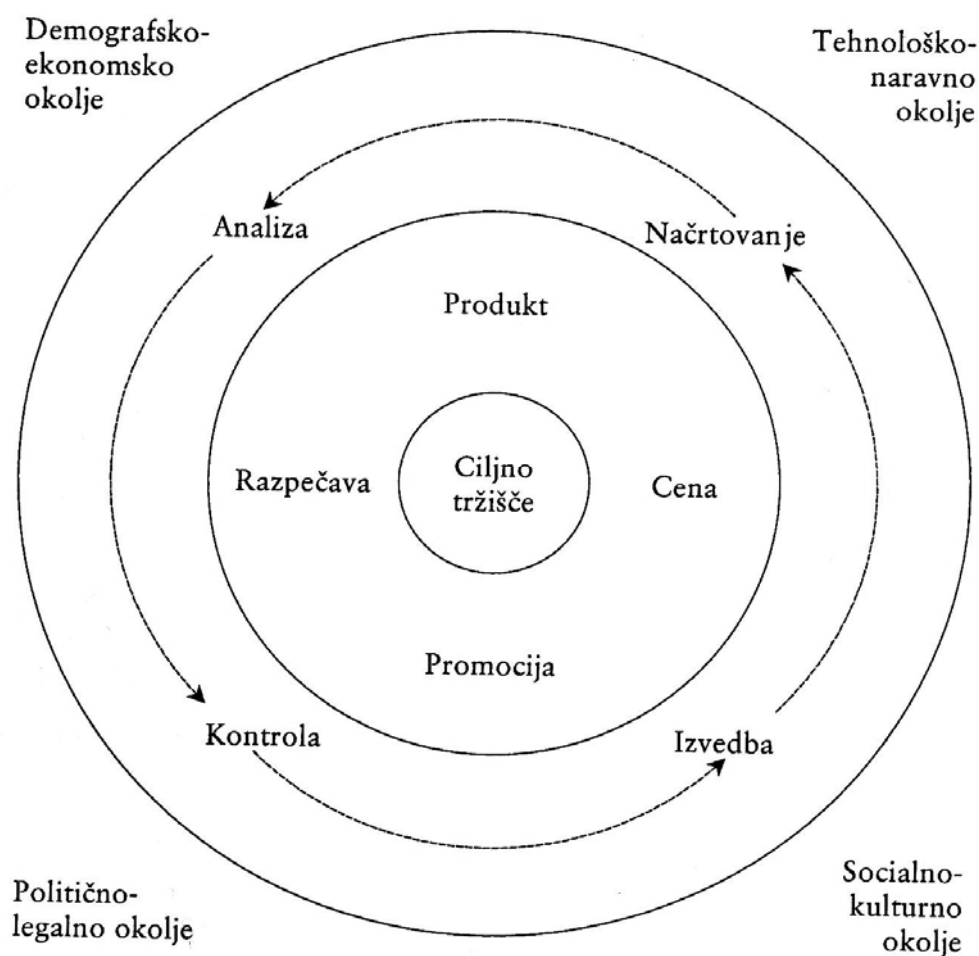 Demografsko-
ekonomsko
okolje
Tehnološko-
naravno
okolje
Analiza
Načrtovanje
Produkt
Razpečava
Ciljno
tržišče
Cena
Promocija
Kontrola
Izvedba
Politično-
legalno okolje
Socialno-
kulturno
okolje